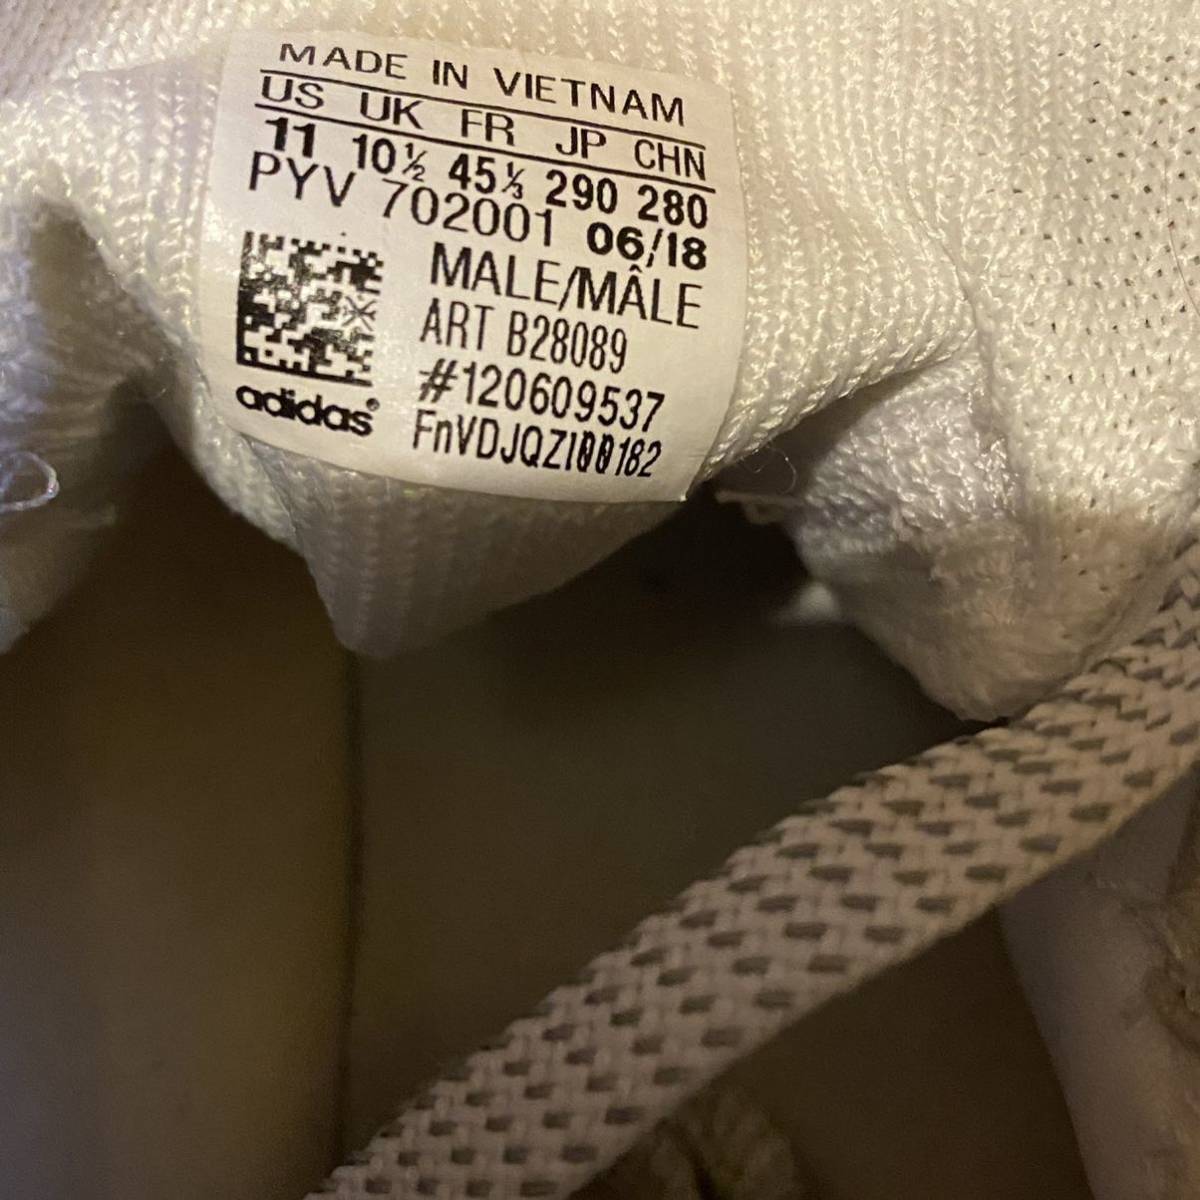 MADE IN VIETNAM
US UK FR JP CHN
11 10½ 45⅓ 290 280
PYV 702001 06/18
MALE/MÂLE
ART B28089
#120609537
FnVDJQZI00182
adidas®